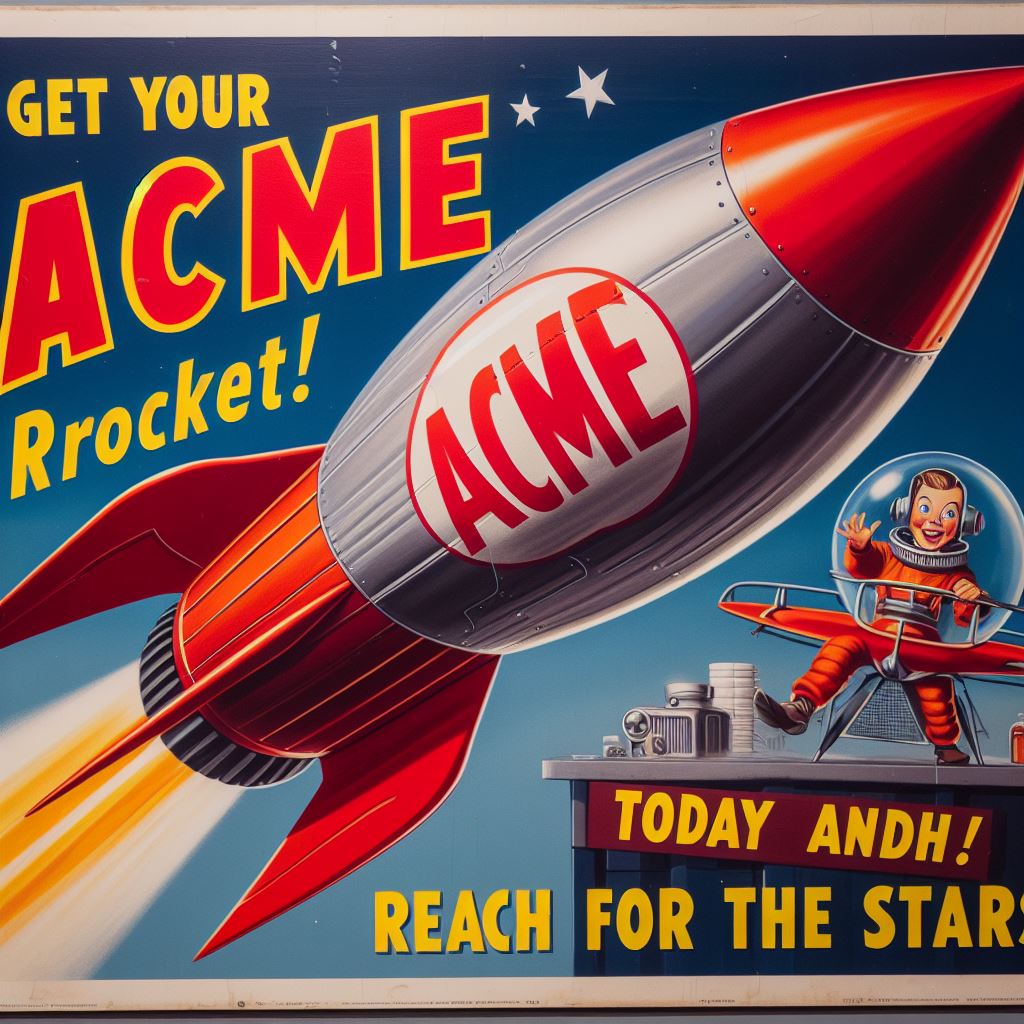 GET YOUR
ACME
Rrocket!
ACME
TODAY ANDH!
REACH FOR THE STARS